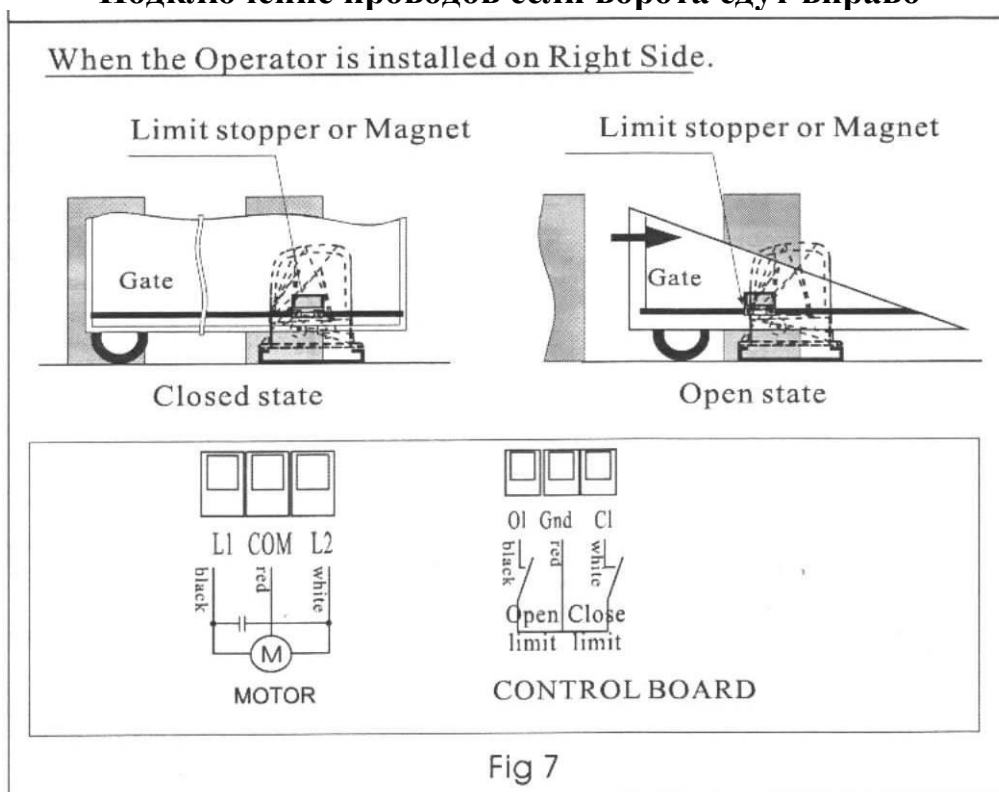 Подключение проводов если ворота едут вправо
When the Operator is installed on Right Side.
Limit stopper or Magnet
Limit stopper or Magnet
Gate
Gate
Closed state
Open state
L1 COM L2
black
red
white
M
MOTOR
Ol Gnd Cl
black
red
white
Open Close
limit limit
CONTROL BOARD
Fig 7